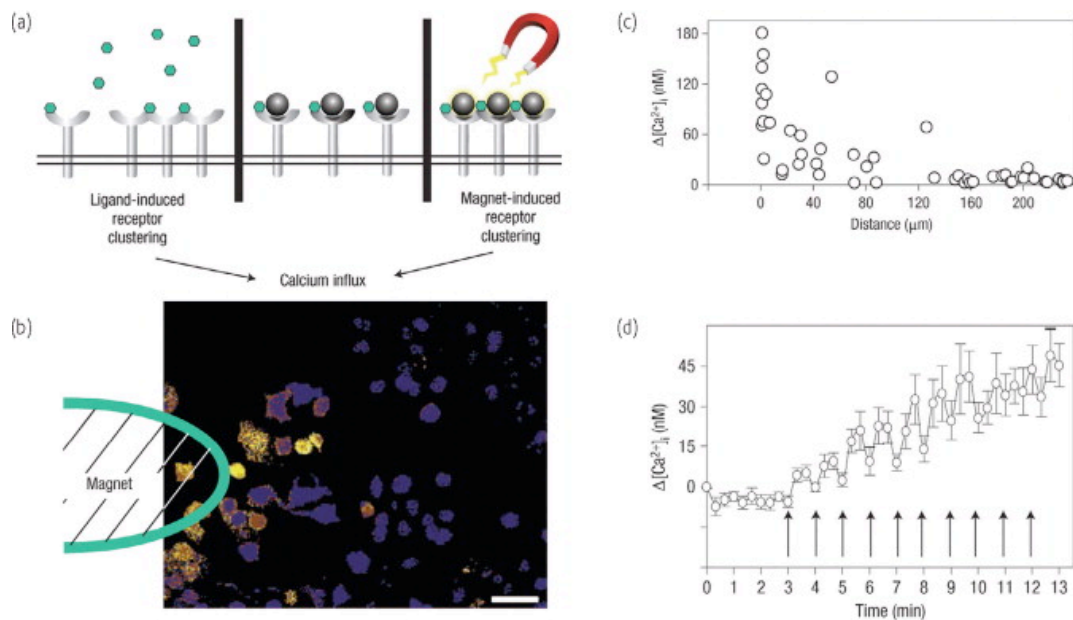 (a)
Ligand-induced
receptor
clustering
Magnet-induced
receptor
clustering
Calcium influx
(b)
Magnet
(c)
Δ[Ca²⁺]ᵢ (nM)
180
120
60
0
0 40 80 120 160 200
Distance (μm)
(d)
Δ[Ca²⁺]ᵢ (nM)
45
30
15
0
0 1 2 3 4 5 6 7 8 9 10 11 12 13
Time (min)